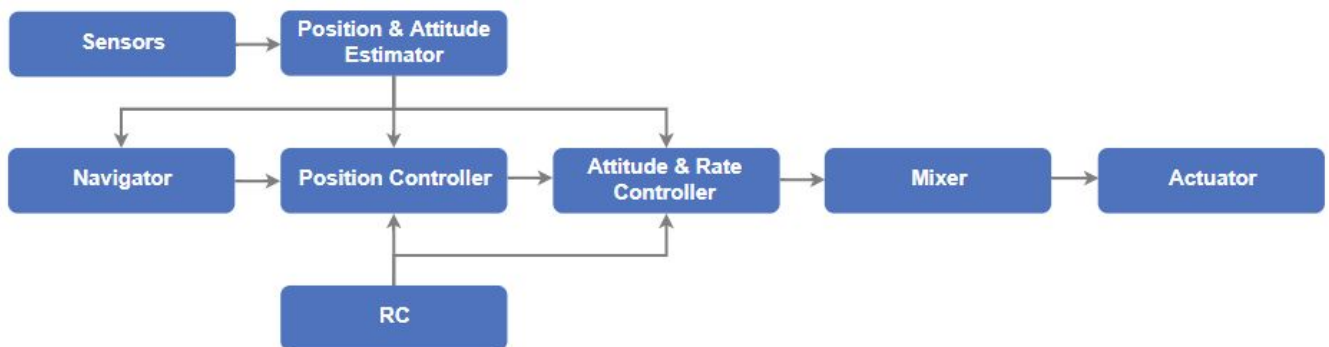 Sensors
Position & Attitude
Estimator
Navigator
Position Controller
Attitude & Rate
Controller
Mixer
Actuator
RC